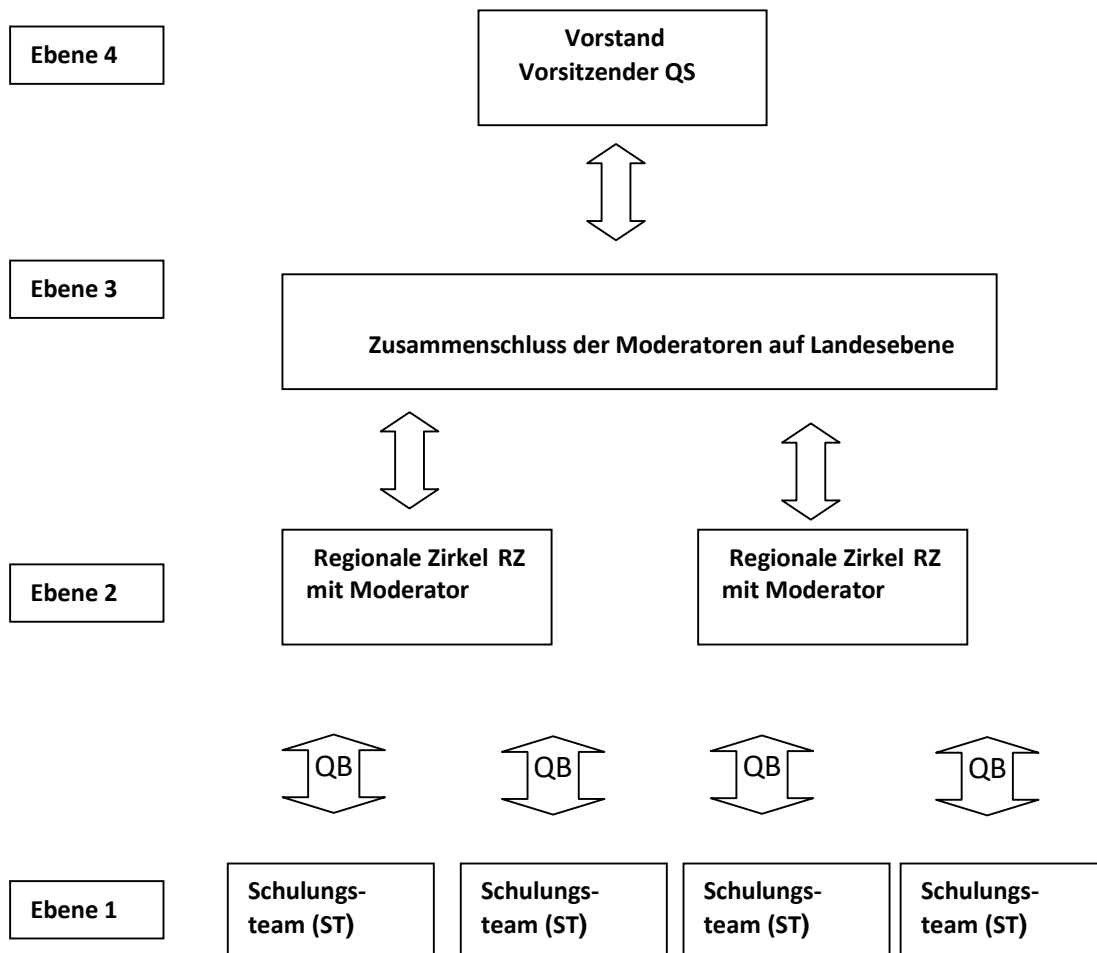 Ebene 4
Vorstand
Vorsitzender QS
Ebene 3
Zusammenschluss der Moderatoren auf Landesebene
Ebene 2
Regionale Zirkel RZ
mit Moderator
Regionale Zirkel RZ
mit Moderator
QB
QB
QB
QB
Ebene 1
Schulungs-
team (ST)
Schulungs-
team (ST)
Schulungs-
team (ST)
Schulungs-
team (ST)